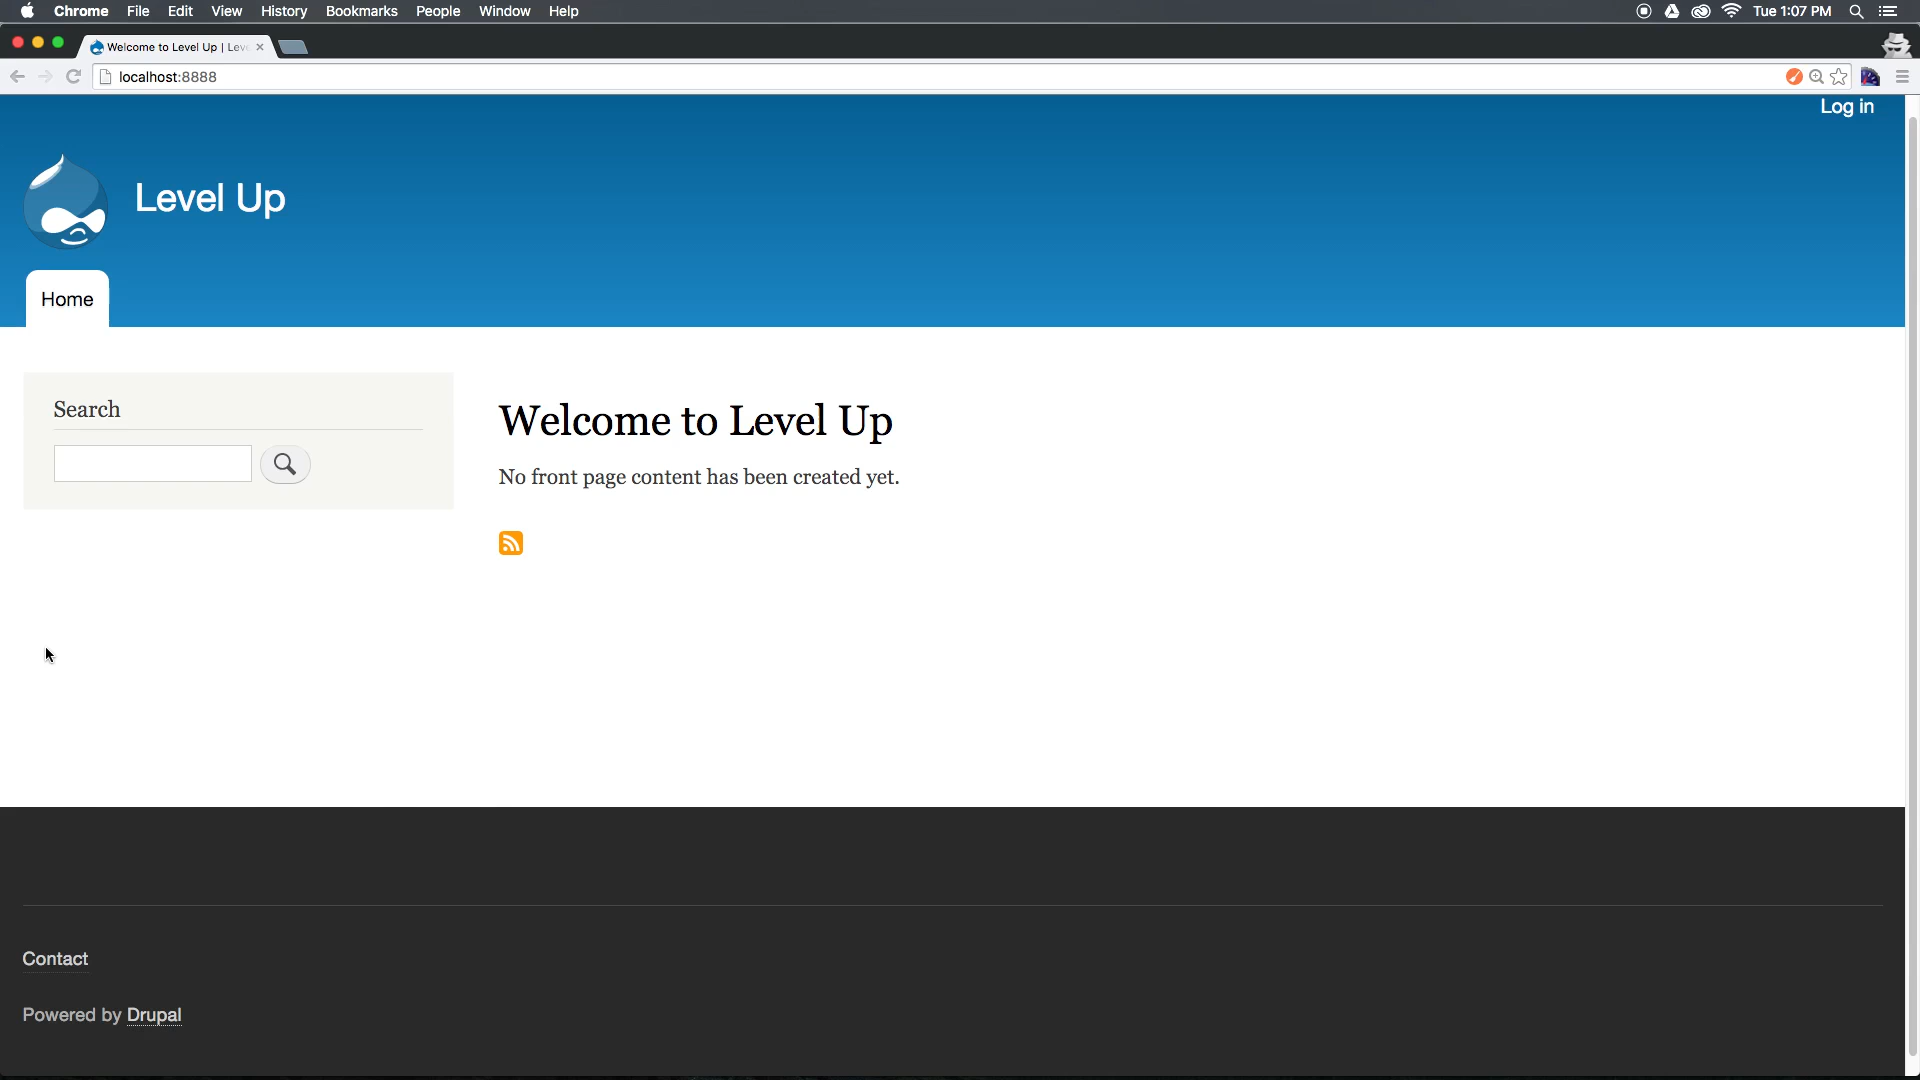 Chrome File Edit View History Bookmarks People Window Help Tue 1:07 PM
Welcome to Level Up | Leve
localhost:8888
Log in
Level Up
Home
Search
Welcome to Level Up
No front page content has been created yet.
Contact
Powered by Drupal